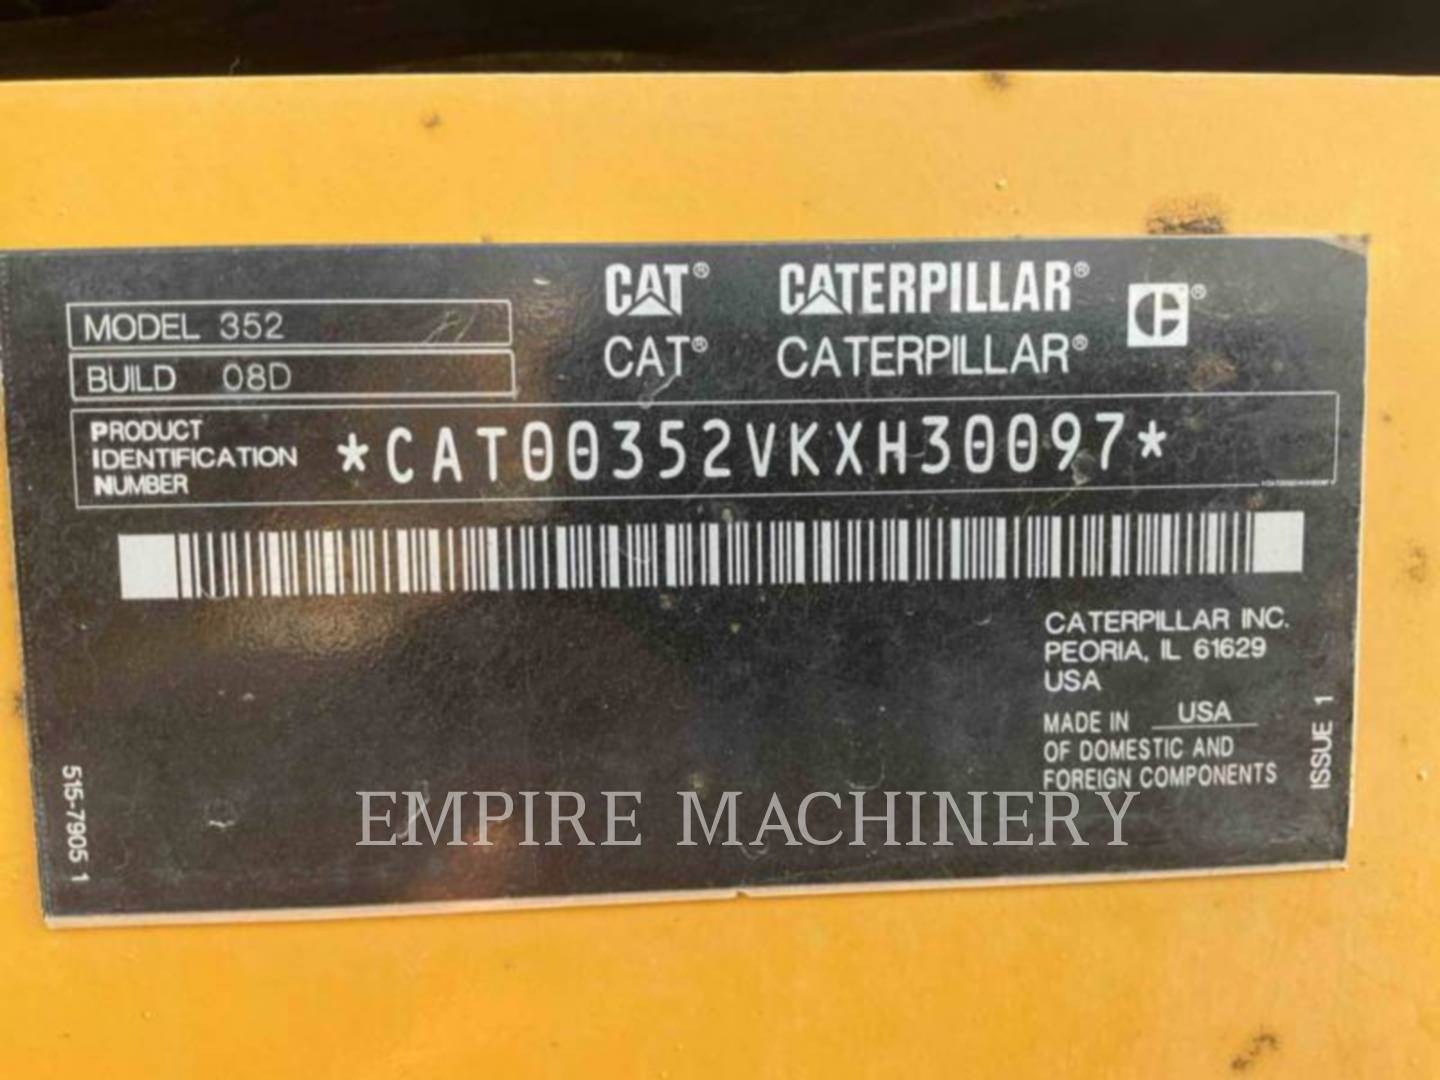 CAT® CATERPILLAR®
CAT® CATERPILLAR®
MODEL 352
BUILD 08D
PRODUCT IDENTIFICATION NUMBER *CAT00352VKXH30097*
CATERPILLAR INC.
PEORIA, IL 61629
USA
MADE IN USA
OF DOMESTIC AND
FOREIGN COMPONENTS
ISSUE 1
515-7905 1
EMPIRE MACHINERY